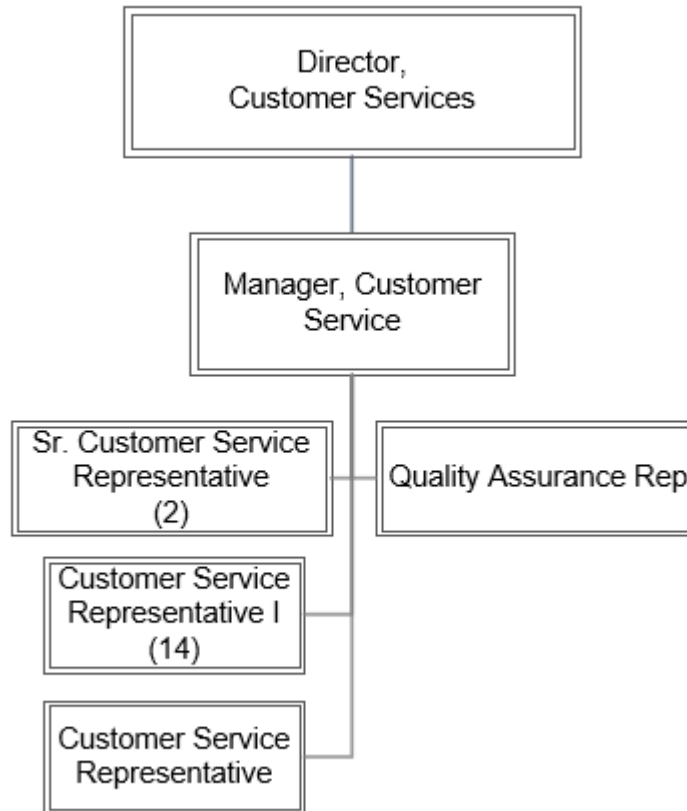 Director,
Customer Services
Manager, Customer
Service
Sr. Customer Service
Representative
(2)
Quality Assurance Rep
Customer Service
Representative I
(14)
Customer Service
Representative